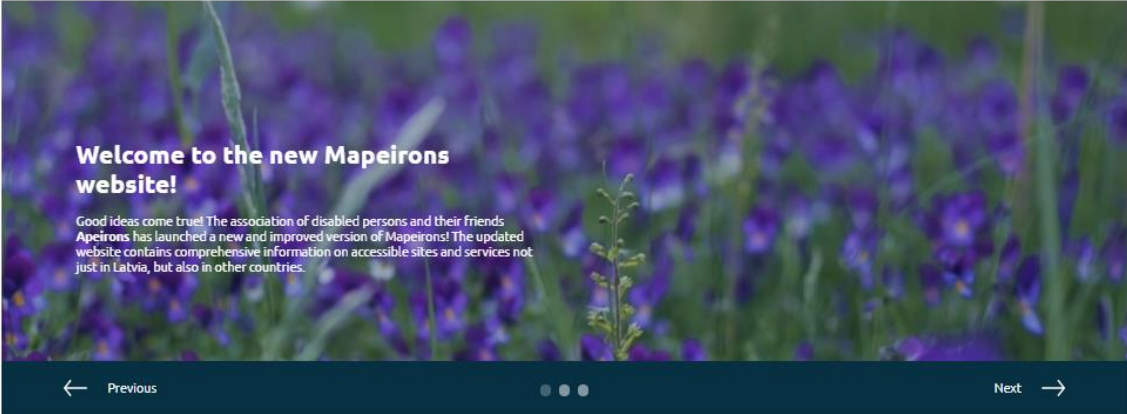 Welcome to the new Mapeirons
website!
Good ideas come true! The association of disabled persons and their friends
Apeirons has launched a new and improved version of Mapeirons! The updated
website contains comprehensive information on accessible sites and services not
just in Latvia, but also in other countries.
Previous
Next